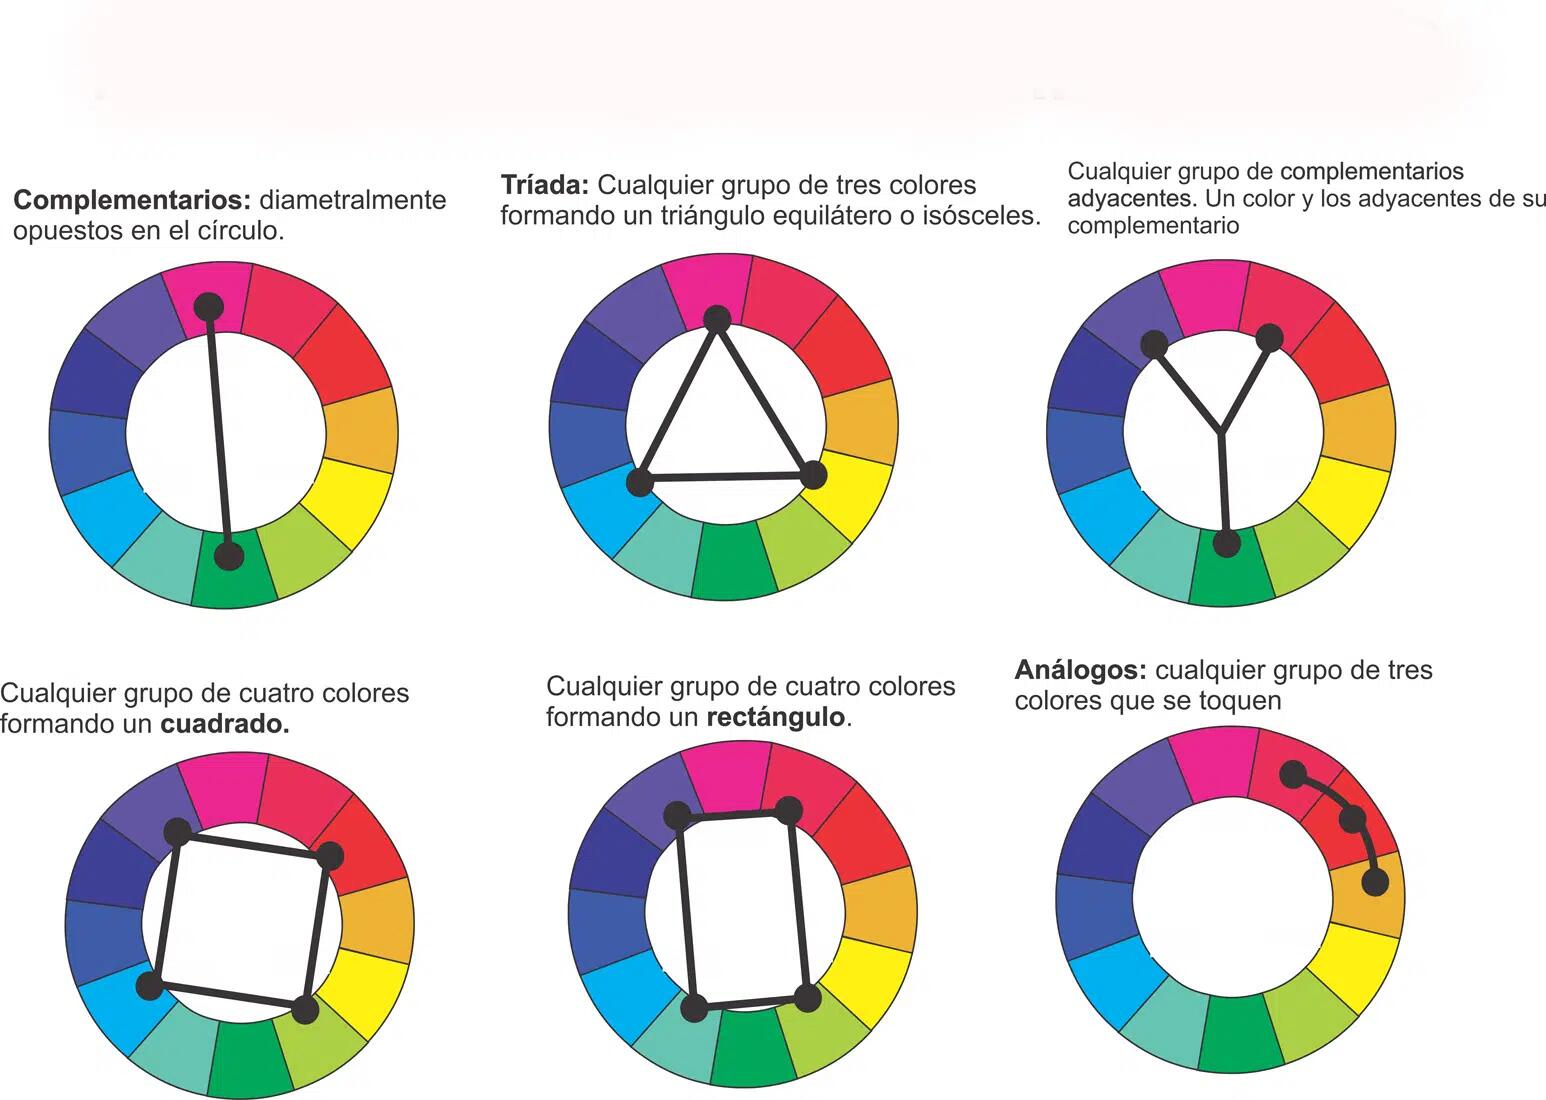 Complementarios: diametralmente
opuestos en el círculo.
Tríada: Cualquier grupo de tres colores
formando un triángulo equilátero o isósceles.
Cualquier grupo de complementarios
adyacentes. Un color y los adyacentes de su
complementario
Cualquier grupo de cuatro colores
formando un cuadrado.
Cualquier grupo de cuatro colores
formando un rectángulo.
Análogos: cualquier grupo de tres
colores que se toquen